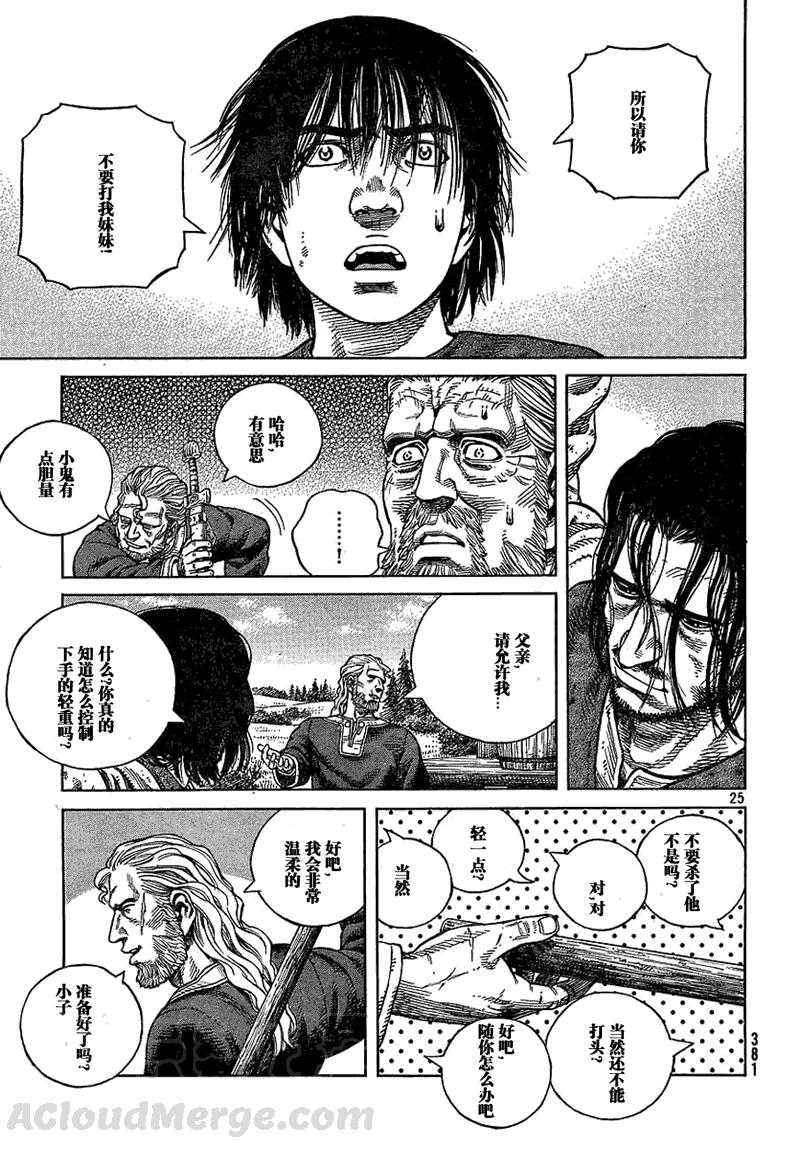 所以请你
不要打我妹妹!
………!
哈哈,
有意思
小鬼有
点胆量
父亲,
请允许我…
什么?你真的
知道怎么控制
下手的轻重吗?
25
不要杀了他
不是吗?
对,对
轻一点?
当然
当然还不能
打头?
好吧,
随你怎么办吧
好吧,
我会非常
温柔的
准备好了吗?
小子
381
ACloudMerge.com